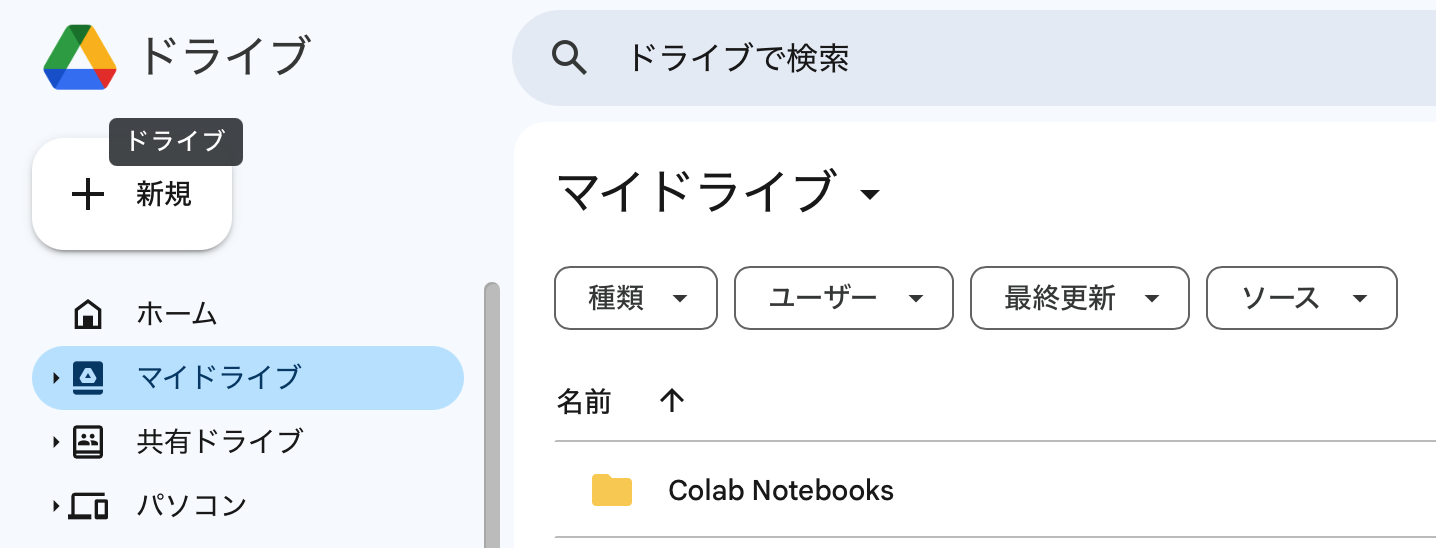 ドライブ
ドライブで検索
ドライブ
新規
ホーム
マイドライブ
共有ドライブ
パソコン
マイドライブ
種類 ユーザー 最終更新 ソース
名前
Colab Notebooks